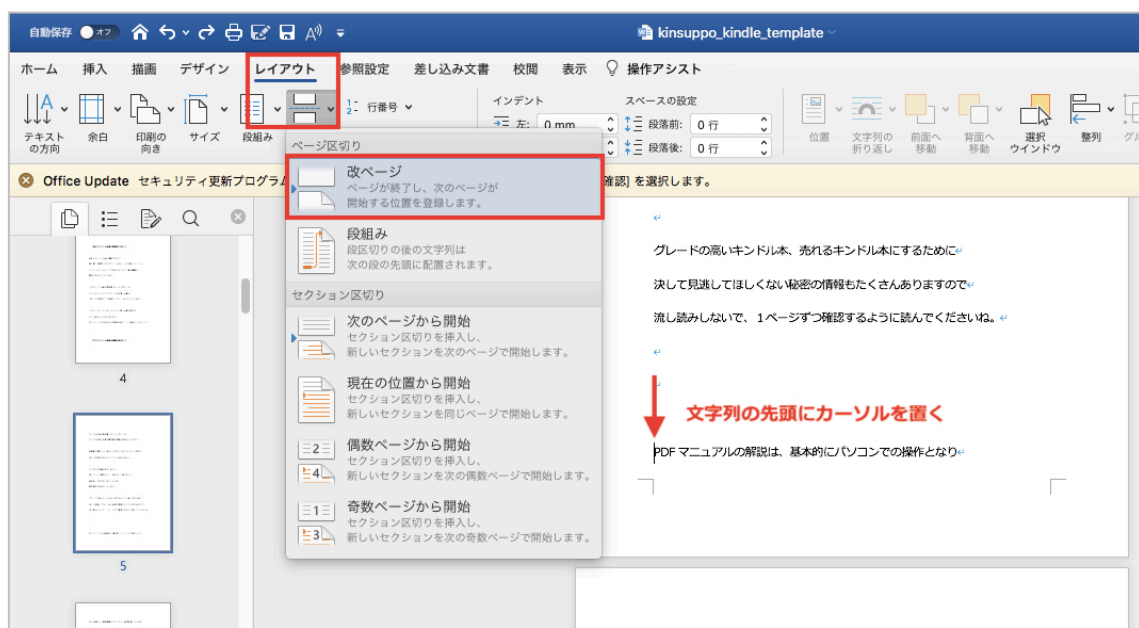 自動保存 オフ
kinsuppo_kindle_template
ホーム 挿入 描画 デザイン レイアウト 参照設定 差し込み文書 校閲 表示 操作アシスト
テキストの方向 余白 印刷の向き サイズ 段組み
行番号
インデント
左: 0 mm
スペースの設定
段落前: 0 行
段落後: 0 行
位置 文字列の折り返し 前面へ移動 背面へ移動 選択ウインドウ 整列
Office Update セキュリティ更新プログラム
確認] を選択します。
ページ区切り
改ページ
ページが終了し、次のページが
開始する位置を登録します。
段組み
段区切りの後の文字列は
次の段の先頭に配置されます。
セクション区切り
次のページから開始
セクション区切りを挿入し、
新しいセクションを次のページで開始します。
現在の位置から開始
セクション区切りを挿入し、
新しいセクションを同じページで開始します。
偶数ページから開始
セクション区切りを挿入し、
新しいセクションを次の偶数ページで開始します。
奇数ページから開始
セクション区切りを挿入し、
新しいセクションを次の奇数ページで開始します。
4
5
グレードの高いキンドル本、売れるキンドル本にするために
決して見逃してほしくない秘密の情報もたくさんありますので
流し読みしないで、1ページずつ確認するように読んでくださいね。
文字列の先頭にカーソルを置く
PDF マニュアルの解説は、基本的にパソコンでの操作となり